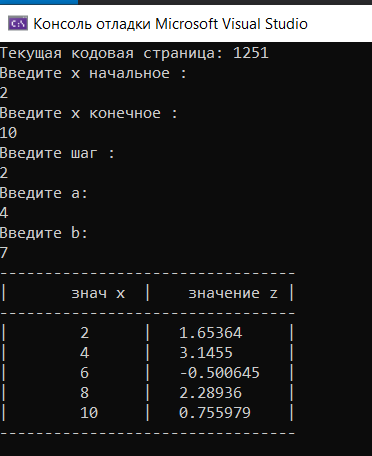 C:\ Консоль отладки Microsoft Visual Studio
Текущая кодовая страница: 1251
Введите x начальное :
2
Введите x конечное :
10
Введите шаг :
2
Введите a:
4
Введите b:
7
--------------------------------
|       знач x  |    значение z |
--------------------------------
|        2      |   1.65364     |
|        4      |   3.1455      |
|        6      |   -0.500645   |
|        8      |   2.28936     |
|        10     |   0.755979    |
--------------------------------